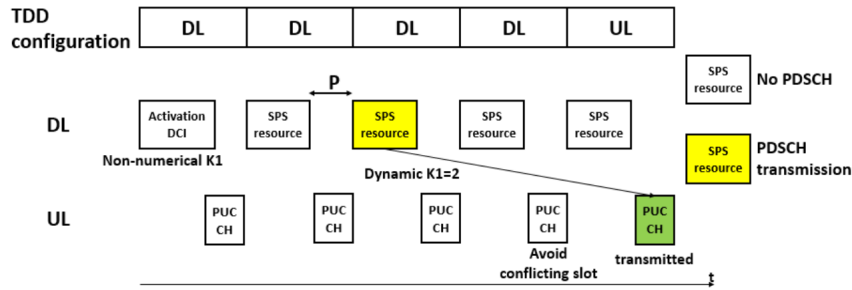 TDD
configuration
DL DL DL DL UL
SPS
resource
No PDSCH
P
DL
Activation
DCI
SPS
resource
SPS
resource
SPS
resource
SPS
resource
SPS
resource
PDSCH
transmission
Non-numerical K1
Dynamic K1=2
UL
PUC
CH
PUC
CH
PUC
CH
PUC
CH
PUC
CH
Avoid
conflicting slot
transmitted
t